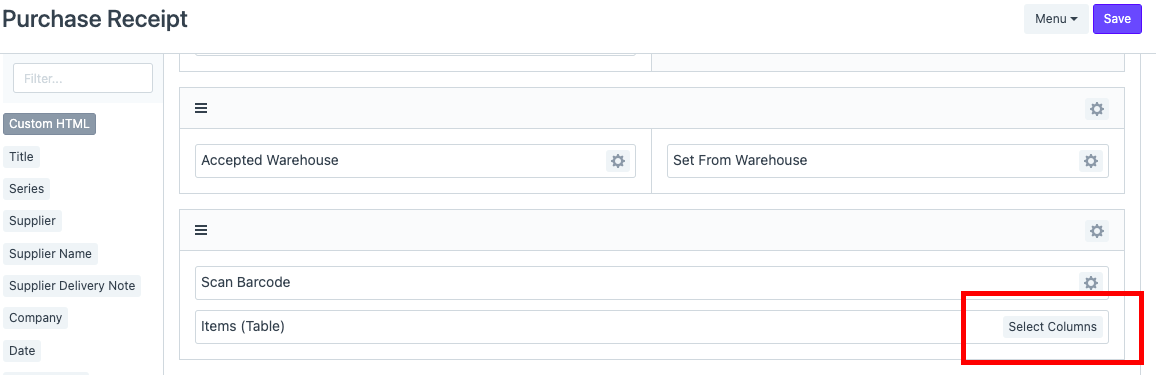 Purchase Receipt
Menu
Save
Filter...
Custom HTML
Title
Series
Supplier
Supplier Name
Supplier Delivery Note
Company
Date
Accepted Warehouse
Set From Warehouse
Scan Barcode
Items (Table)
Select Columns